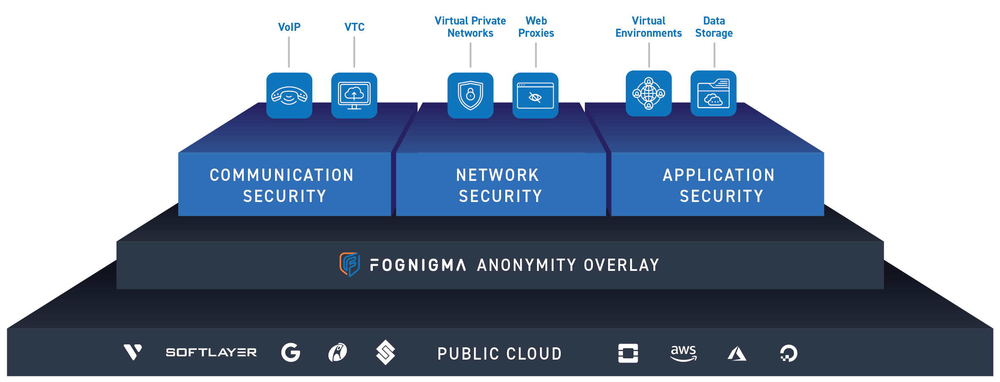 VoIP
VTC
Virtual Private
Networks
Web
Proxies
Virtual
Environments
Data
Storage
COMMUNICATION
SECURITY
NETWORK
SECURITY
APPLICATION
SECURITY
FOGNIGMA ANONYMITY OVERLAY
SOFTLAYER
G
PUBLIC CLOUD
aws